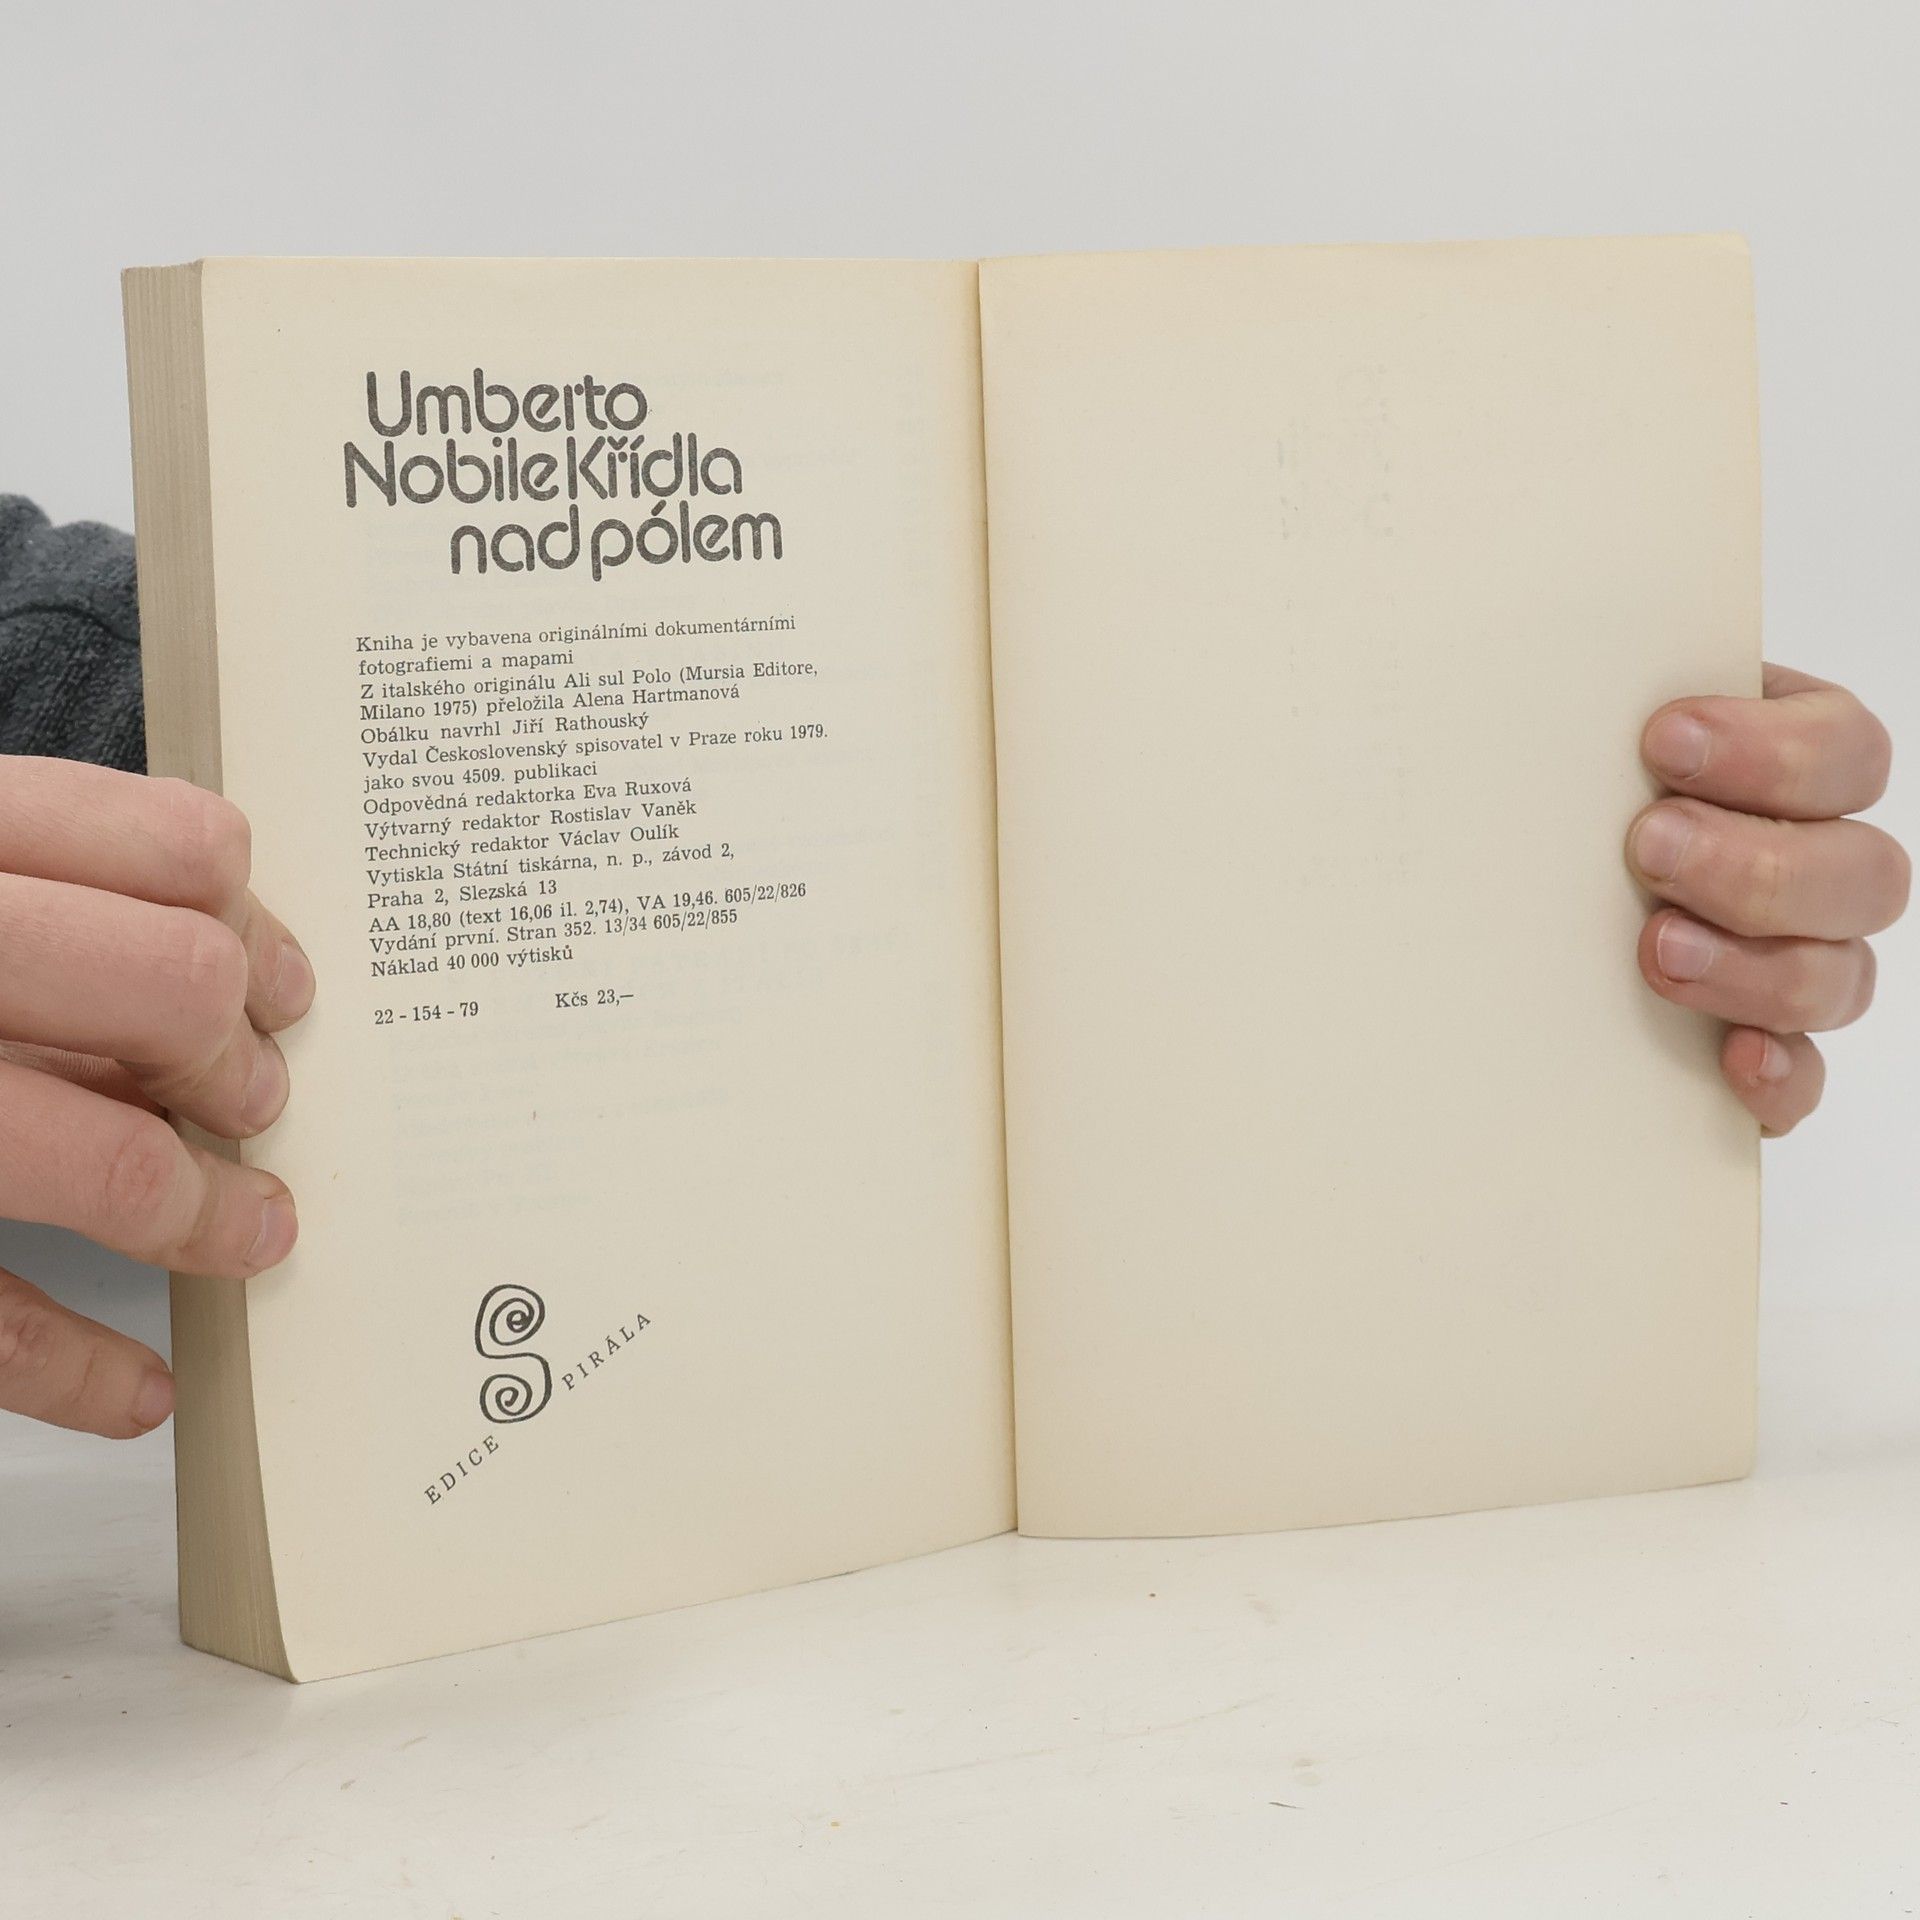 Umberto
Nobile Křídla
nad pólem
Kniha je vybavena originálními dokumentárními
fotografiemi a mapami
Z italského originálu Ali sul Polo (Mursia Editore,
Milano 1975) přeložila Alena Hartmanová
Obálku navrhl Jiří Rathouský
Vydal Československý spisovatel v Praze roku 1979.
jako svou 4509. publikaci
Odpovědná redaktorka Eva Ruxová
Výtvarný redaktor Rostislav Vaněk
Technický redaktor Václav Oulík
Vytiskla Státní tiskárna, n. p., závod 2,
Praha 2, Slezská 13
AA 18,80 (text 16,06 il. 2,74), VA 19,46. 605/22/826
Vydání první. Stran 352. 13/34 605/22/855
Náklad 40 000 výtisků
22 - 154 - 79 Kčs 23,—
EDICE SPIRÁLA